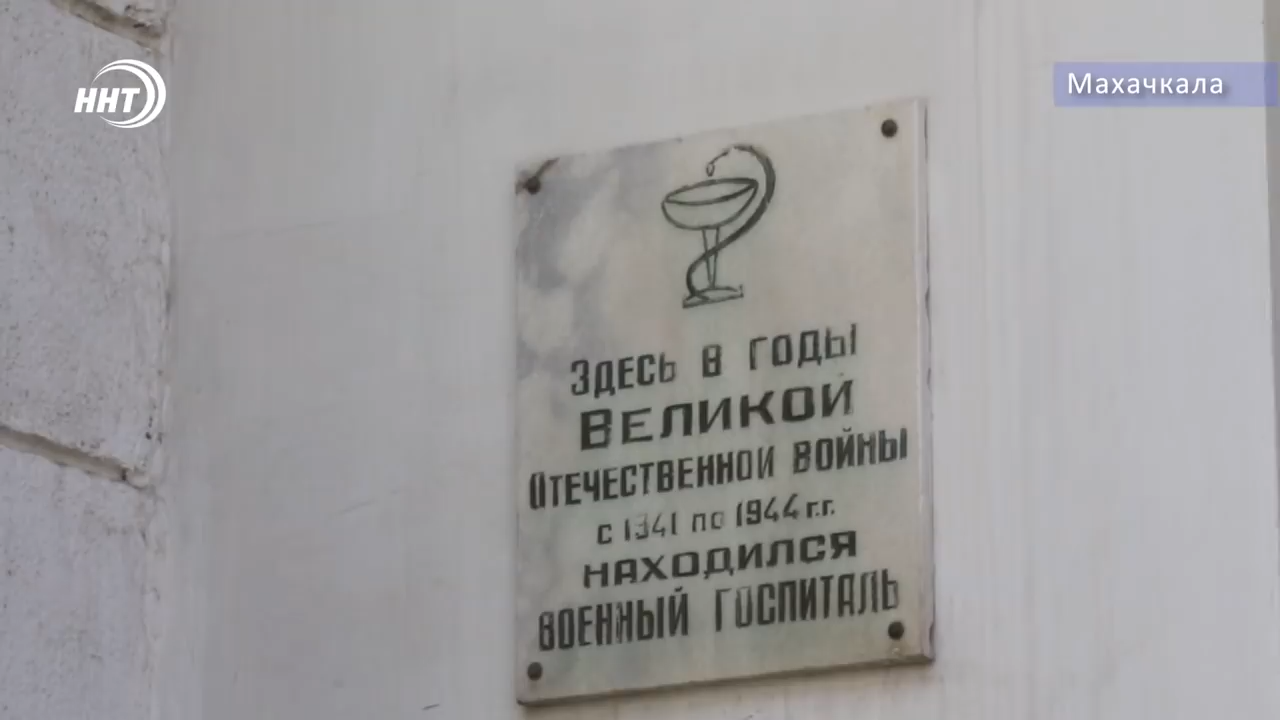 ННТ
Махачкала
ЗДЕСЬ В ГОДЫ
ВЕЛИКОЙ
ОТЕЧЕСТВЕННОЙ ВОЙНЫ
С 1941 ПО 1944 г.г.
НАХОДИЛСЯ
ВОЕННЫЙ ГОСПИТАЛЬ